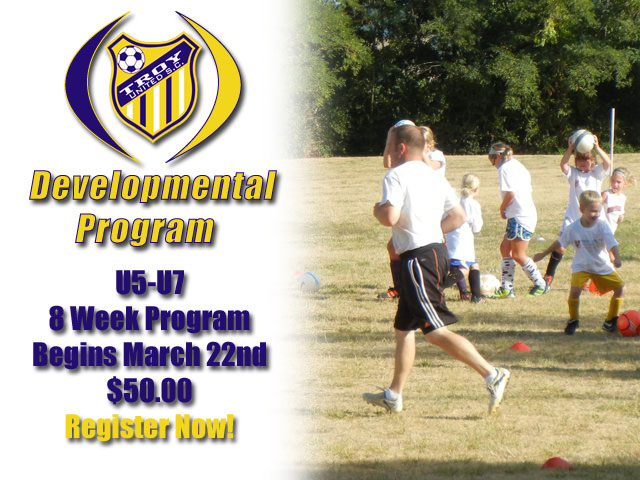 TROY
UNITED S.C.
Developmental
Program
U5-U7
8 Week Program
Begins March 22nd
$50.00
Register Now!